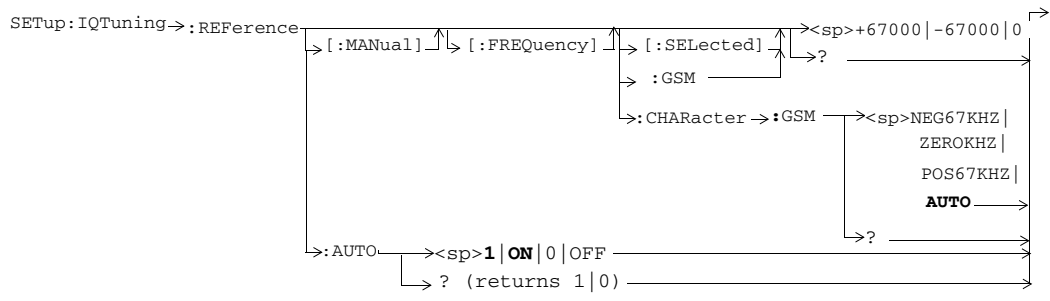 SETup:IQTuning :REFerence <sp>+67000|-67000|0
[:MANual] [:FREQuency] [:SELected] ?
:GSM
:CHARacter :GSM <sp>NEG67KHZ|
ZEROKHZ|
POS67KHZ|
AUTO
?
:AUTO <sp>1|ON|0|OFF
? (returns 1|0)